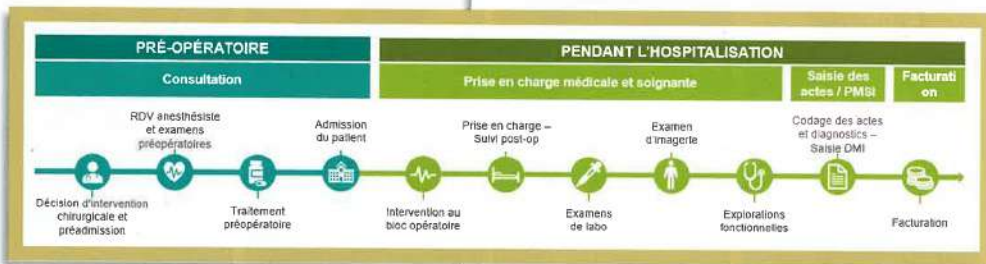 PRÉ-OPÉRATOIRE
PENDANT L'HOSPITALISATION
Consultation
Prise en charge médicale et soignante
Saisie des
actes / PMSI
Facturati
on
RDV anesthésiste
et examens
préopératoires
Admission
du patient
Prise en charge –
Suivi post-op
Examen
d'imagerie
Codage des actes
et diagnostics –
Saisie DMI
Décision d'intervention
chirurgicale et
préadmission
Traitement
préopératoire
Intervention au
bloc opératoire
Examens
de labo
Explorations
fonctionnelles
Facturation